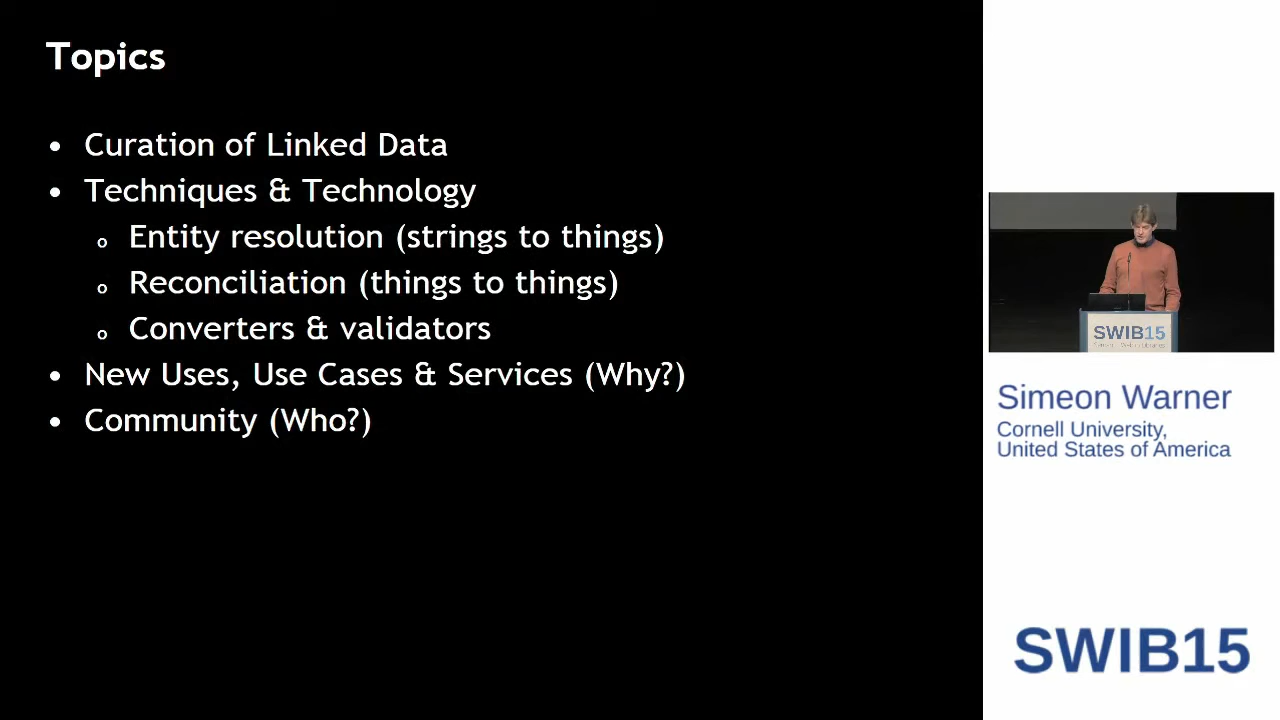 Topics
• Curation of Linked Data
• Techniques & Technology
o Entity resolution (strings to things)
o Reconciliation (things to things)
o Converters & validators
• New Uses, Use Cases & Services (Why?)
• Community (Who?)
SWIB15
Simeon Warner
Cornell University,
United States of America
SWIB15